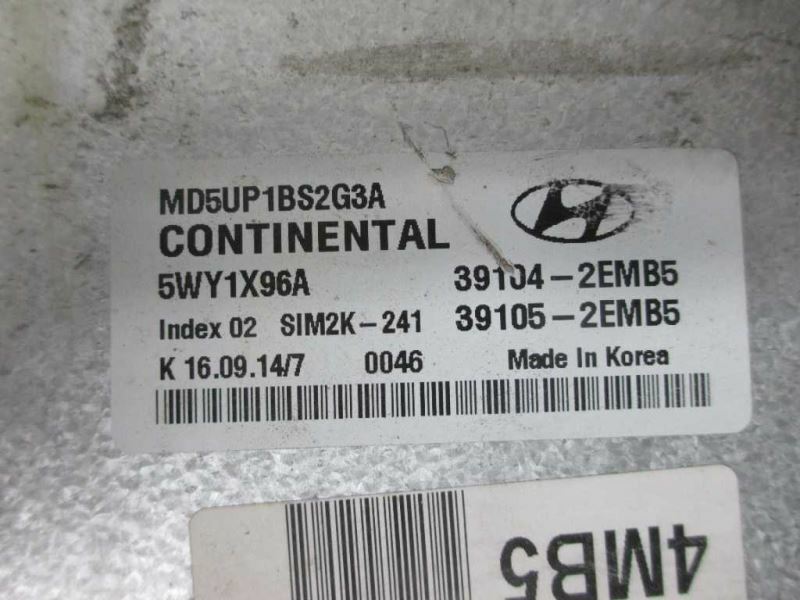 MD5UP1BS2G3A
CONTINENTAL
5WY1X96A 39104-2EMB5
Index 02 SIM2K-241 39105-2EMB5
K 16.09.14/7 0046 Made In Korea
4MB5